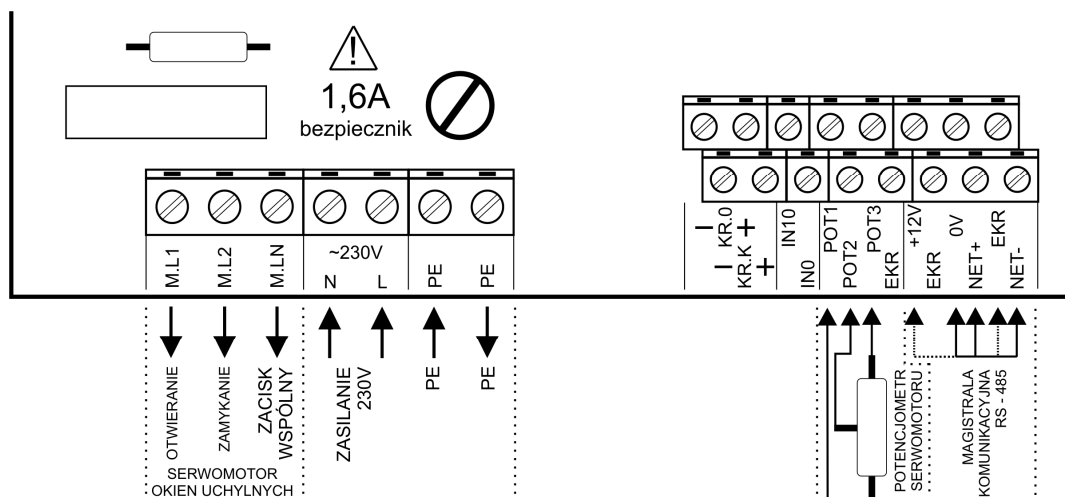 1,6A
bezpiecznik
M.L1
M.L2
M.LN
~230V
N
L
PE
PE
KR.0
KR.K
IN10
IN0
POT1
POT2
POT3
EKR
+12V
EKR
0V
NET+
EKR
NET-
OTWIERANIE
ZAMYKANIE
ZACISK
WSPÓLNY
ZASILANIE
230V
PE
PE
SERWOMOTOR
OKIEN UCHYLNYCH
POTENCJOMETR
SERWOMOTORU
MAGISTRALA
KOMUNIKACYJNA
RS - 485